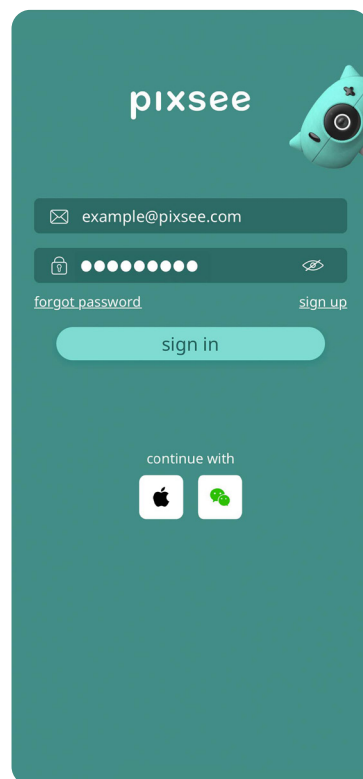 pixsee
example@pixsee.com
●●●●●●●●●
forgot password
sign up
sign in
continue with